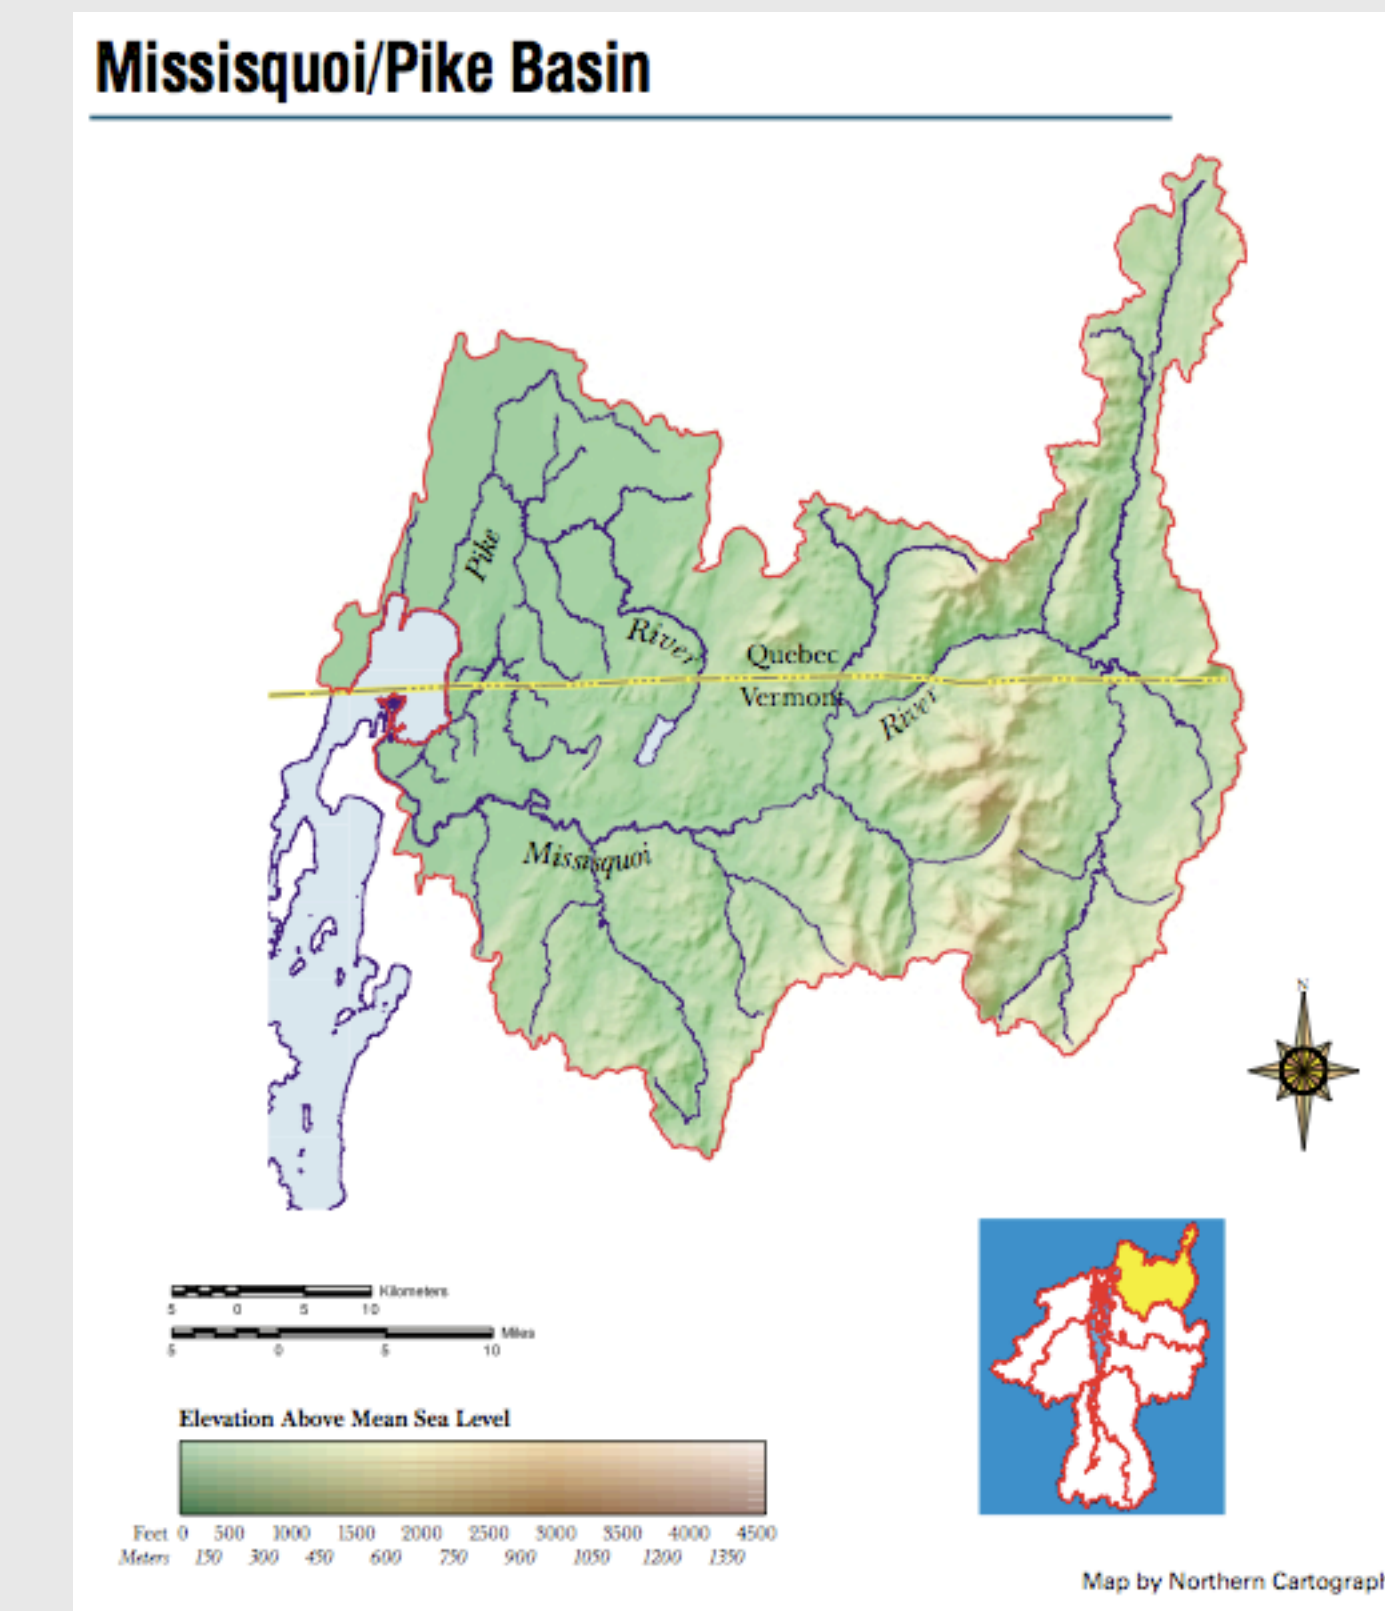 Missisquoi/Pike Basin
Pike
River
Quebec
Vermont
River
Missisquoi
N
Kilometers
5 0 5 10
Miles
5 0 5 10
Elevation Above Mean Sea Level
Feet 0 500 1000 1500 2000 2500 3000 3500 4000 4500
Meters 150 300 450 600 750 900 1050 1200 1350
Map by Northern Cartograph